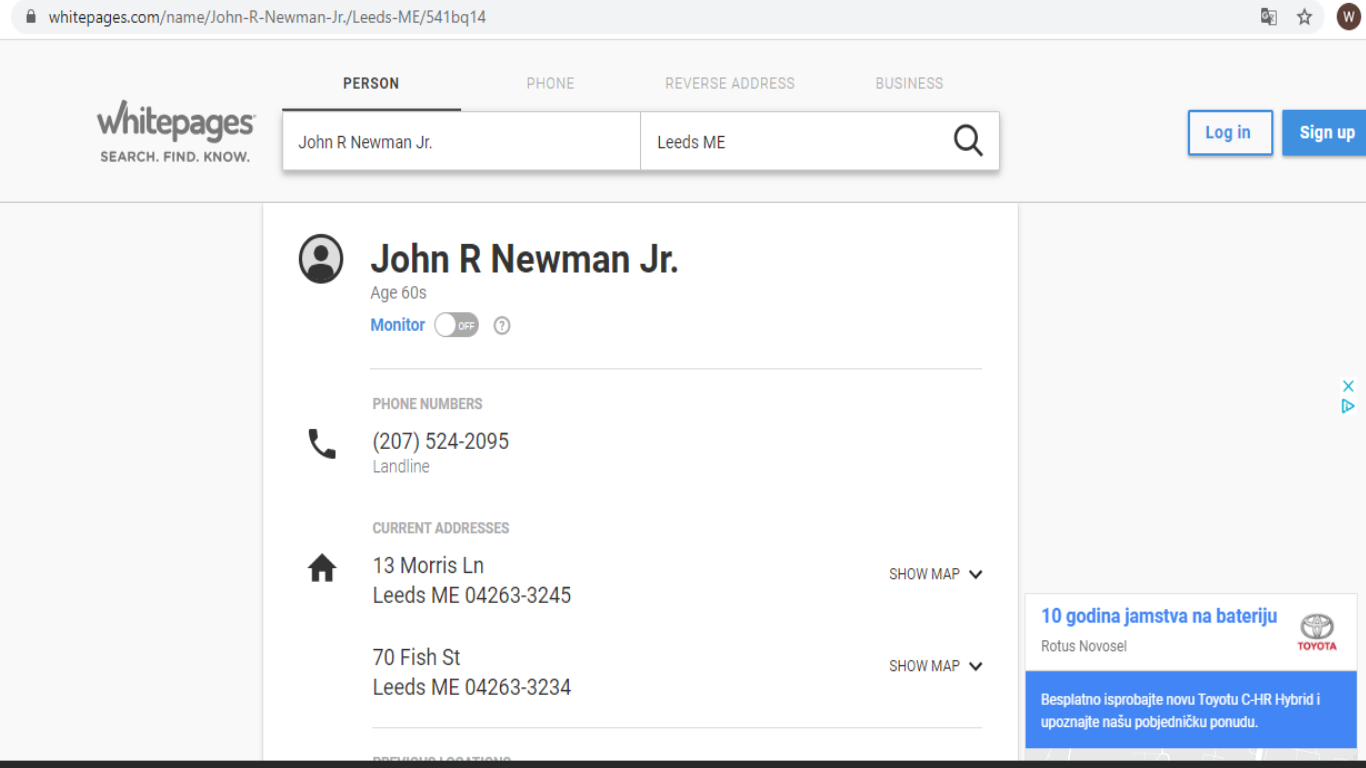 whitepages.com/name/John-R-Newman-Jr./Leeds-ME/541bq14
W
PERSON
PHONE
REVERSE ADDRESS
BUSINESS
whitepages
SEARCH. FIND. KNOW.
John R Newman Jr.
Leeds ME
Log in
Sign up
John R Newman Jr.
Age 60s
Monitor OFF ?
PHONE NUMBERS
(207) 524-2095
Landline
CURRENT ADDRESSES
13 Morris Ln
Leeds ME 04263-3245
SHOW MAP
70 Fish St
Leeds ME 04263-3234
SHOW MAP
PREVIOUS LOCATIONS
10 godina jamstva na bateriju
Rotus Novosel
TOYOTA
Besplatno isprobajte novu Toyotu C-HR Hybrid i
upoznajte našu pobjedničku ponudu.